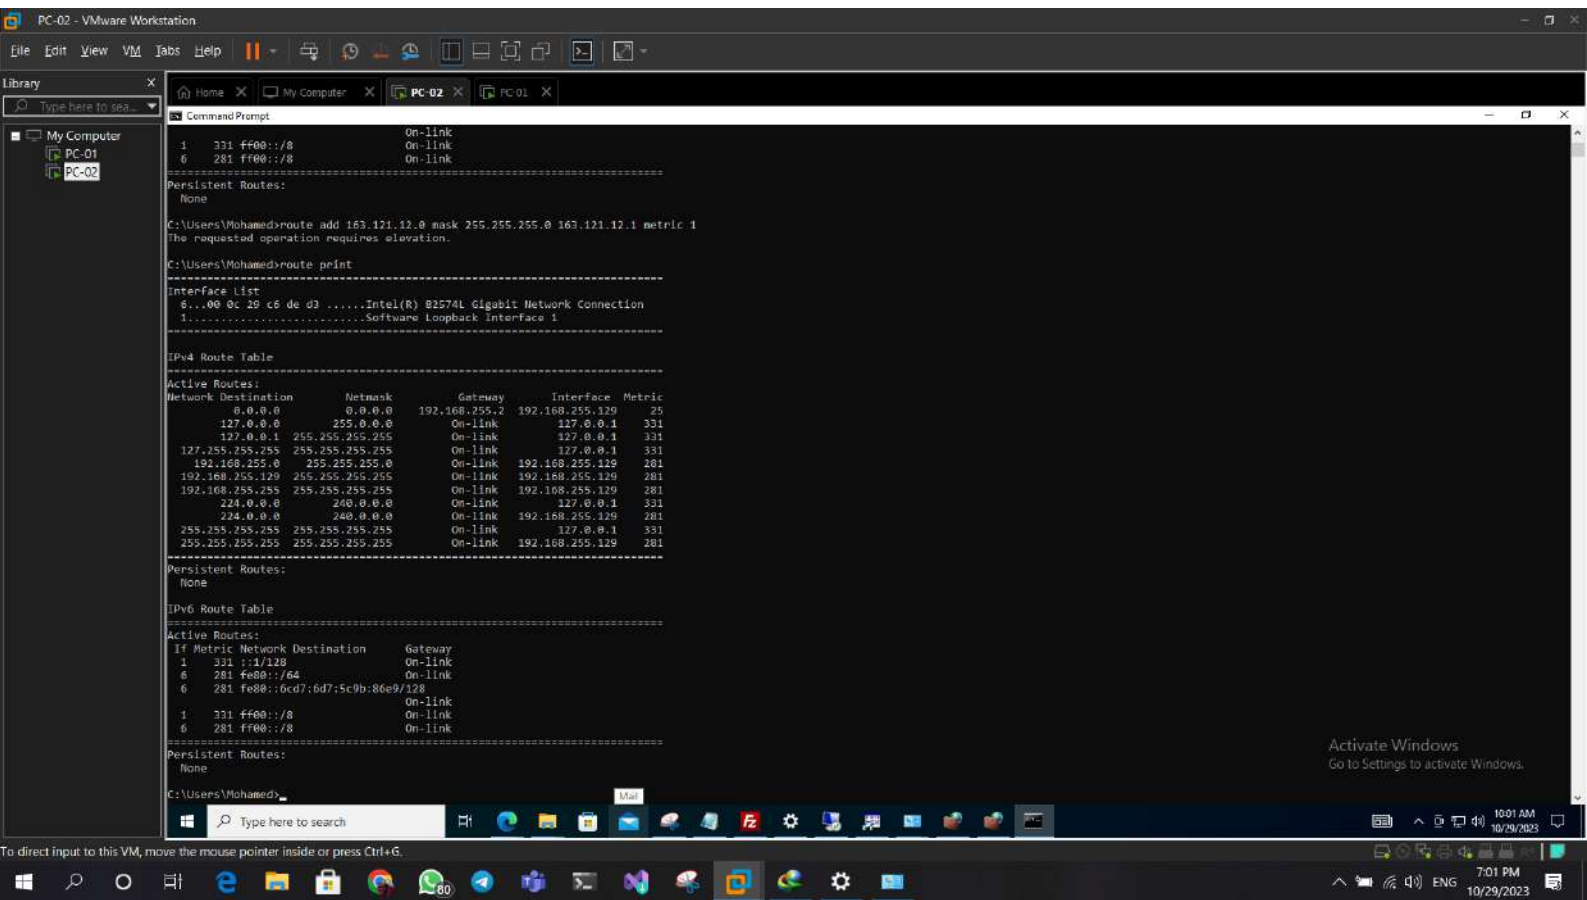 PC-02 - VMware Workstation
File Edit View VM Tabs Help
Library
Type here to sea...
My Computer
PC-01
PC-02
Home
My Computer
PC-02
PC-01
Command Prompt
On-link
1 331 ff00::/8 On-link
6 281 ff00::/8 On-link
===========================================================================
Persistent Routes:
None
C:\Users\Mohamed>route add 163.121.12.0 mask 255.255.255.0 163.121.12.1 metric 1
The requested operation requires elevation.
C:\Users\Mohamed>route print
===========================================================================
Interface List
6...00 0c 29 c6 de d3 ......Intel(R) 82574L Gigabit Network Connection
1...........................Software Loopback Interface 1
===========================================================================
IPv4 Route Table
===========================================================================
Active Routes:
Network Destination Netmask Gateway Interface Metric
0.0.0.0 0.0.0.0 192.168.255.2 192.168.255.129 25
127.0.0.0 255.0.0.0 On-link 127.0.0.1 331
127.0.0.1 255.255.255.255 On-link 127.0.0.1 331
127.255.255.255 255.255.255.255 On-link 127.0.0.1 331
192.168.255.0 255.255.255.0 On-link 192.168.255.129 281
192.168.255.129 255.255.255.255 On-link 192.168.255.129 281
192.168.255.255 255.255.255.255 On-link 192.168.255.129 281
224.0.0.0 240.0.0.0 On-link 127.0.0.1 331
224.0.0.0 240.0.0.0 On-link 192.168.255.129 281
255.255.255.255 255.255.255.255 On-link 127.0.0.1 331
255.255.255.255 255.255.255.255 On-link 192.168.255.129 281
===========================================================================
Persistent Routes:
None
IPv6 Route Table
===========================================================================
Active Routes:
If Metric Network Destination Gateway
1 331 ::1/128 On-link
6 281 fe80::/64 On-link
6 281 fe80::6cd7:6d7:5c9b:86e9/128
On-link
1 331 ff00::/8 On-link
6 281 ff00::/8 On-link
===========================================================================
Persistent Routes:
None
C:\Users\Mohamed>_
Activate Windows
Go to Settings to activate Windows.
Mail
Type here to search
10:01 AM
10/29/2023
To direct input to this VM, move the mouse pointer inside or press Ctrl+G.
80
ENG
7:01 PM
10/29/2023